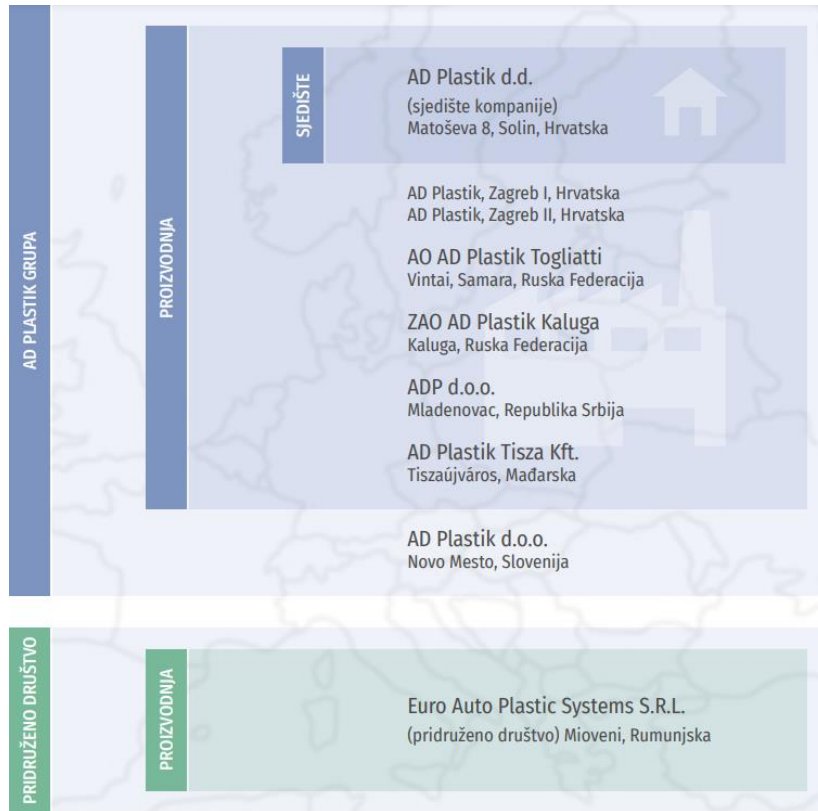 AD PLASTIK GRUPA
PROIZVODNJA
SJEDIŠTE
AD Plastik d.d.
(sjedište kompanije)
Matoševa 8, Solin, Hrvatska
AD Plastik, Zagreb I, Hrvatska
AD Plastik, Zagreb II, Hrvatska
AO AD Plastik Togliatti
Vintai, Samara, Ruska Federacija
ZAO AD Plastik Kaluga
Kaluga, Ruska Federacija
ADP d.o.o.
Mladenovac, Republika Srbija
AD Plastik Tisza Kft.
Tiszaújváros, Mađarska
AD Plastik d.o.o.
Novo Mesto, Slovenija
PRIDRUŽENO DRUŠTVO
PROIZVODNJA
Euro Auto Plastic Systems S.R.L.
(pridruženo društvo) Mioveni, Rumunjska